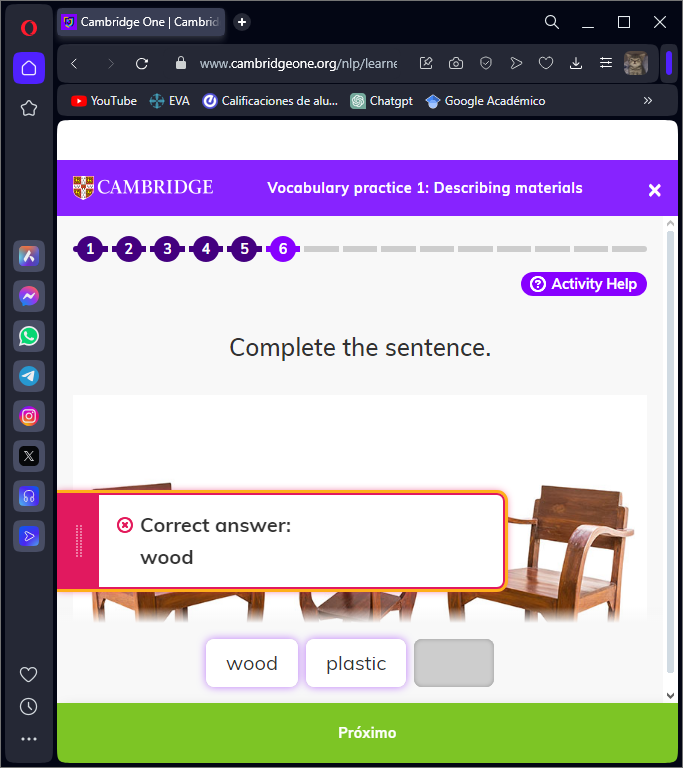 Cambridge One | Cambrid
www.cambridgeone.org/nlp/learne
YouTube EVA Calificaciones de alu... Chatgpt Google Académico »
CAMBRIDGE Vocabulary practice 1: Describing materials
1 2 3 4 5 6
Activity Help
Complete the sentence.
Correct answer:
wood
wood plastic
Próximo